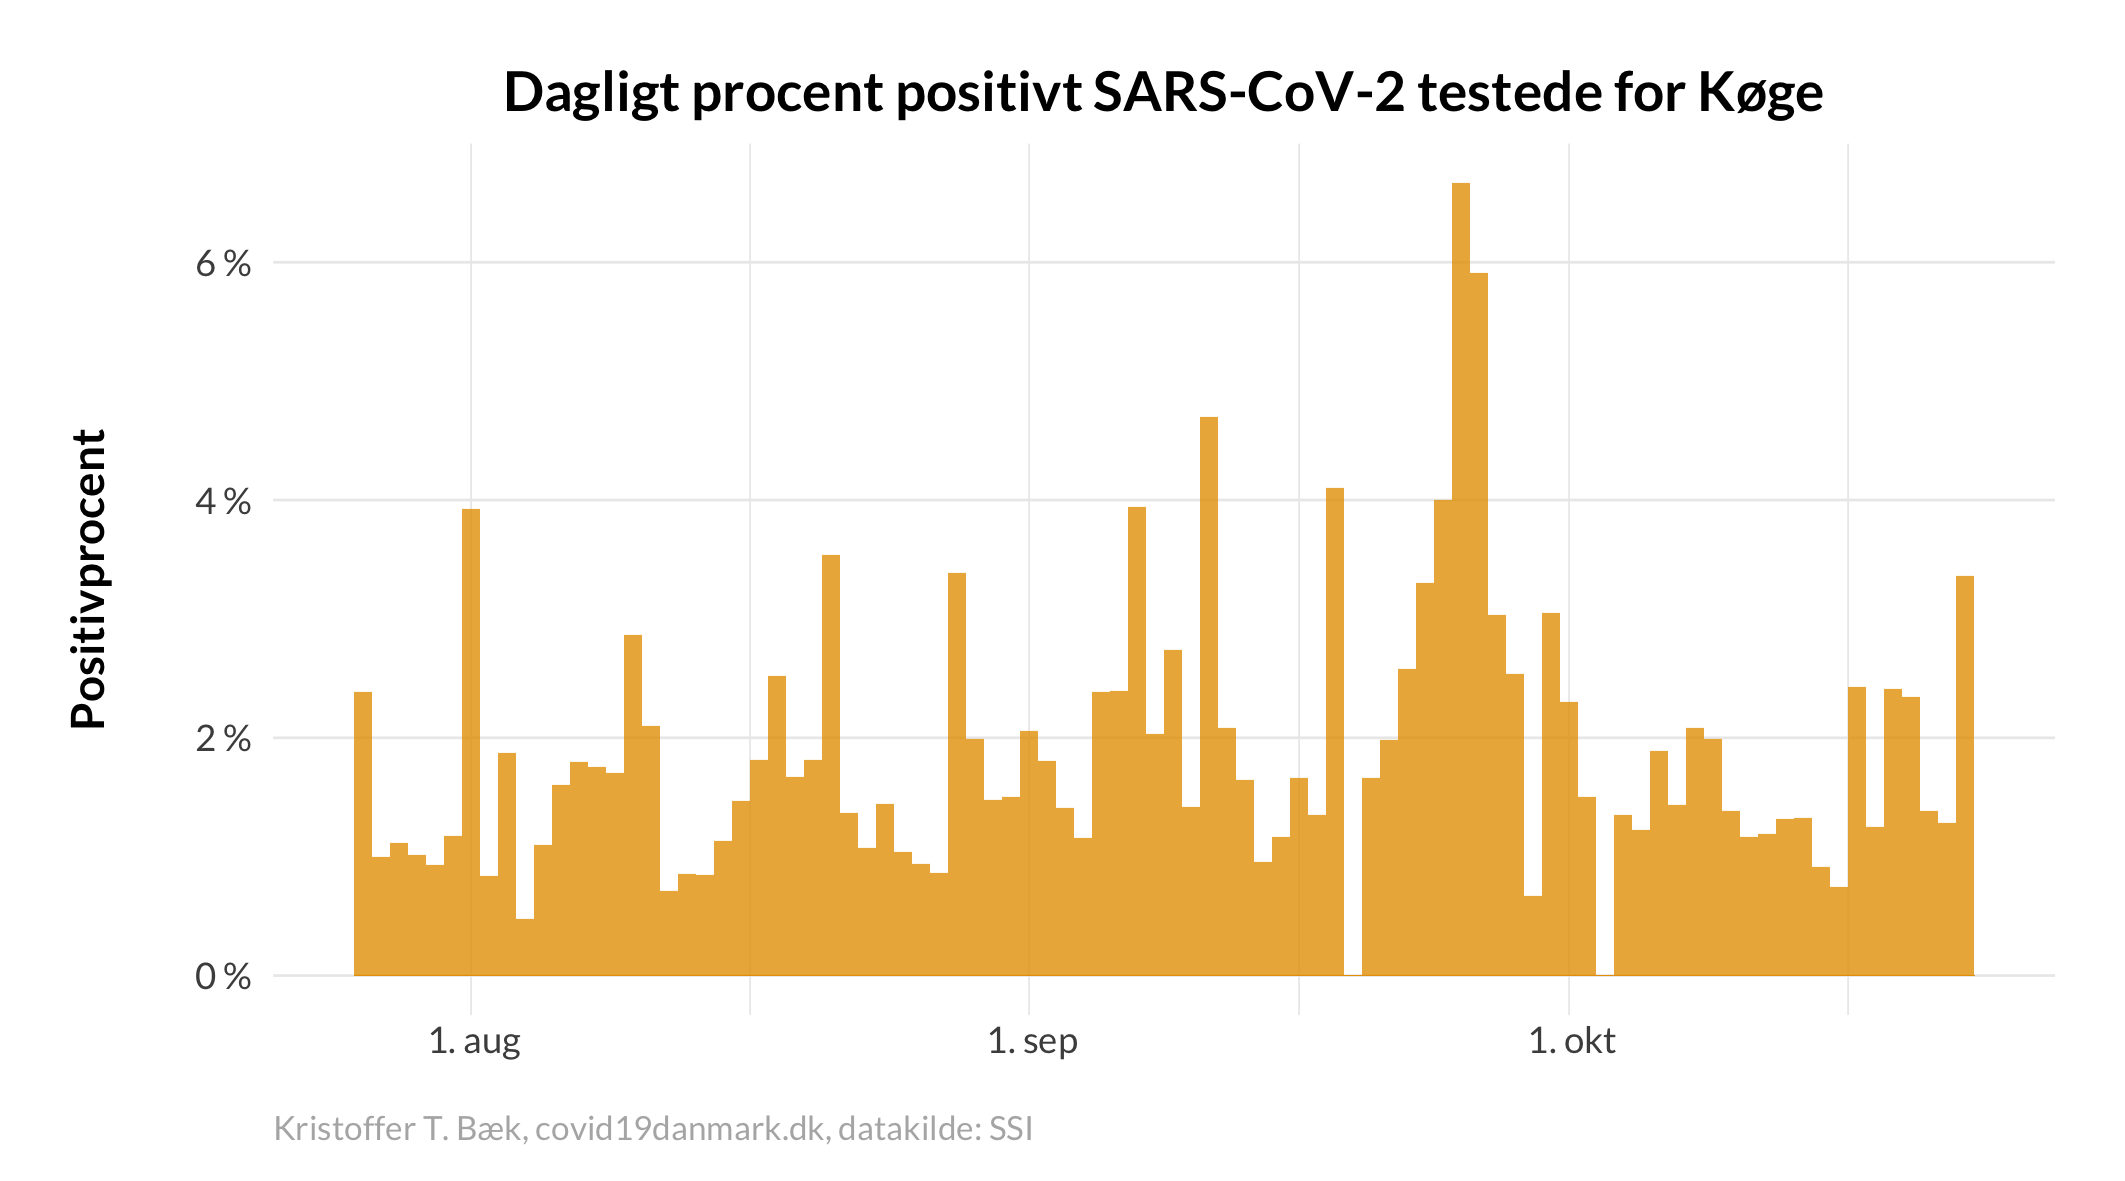 Dagligt procent positivt SARS-CoV-2 testede for Køge
Positivprocent
6 %
4 %
2 %
0 %
1. aug
1. sep
1. okt
Kristoffer T. Bæk, covid19danmark.dk, datakilde: SSI